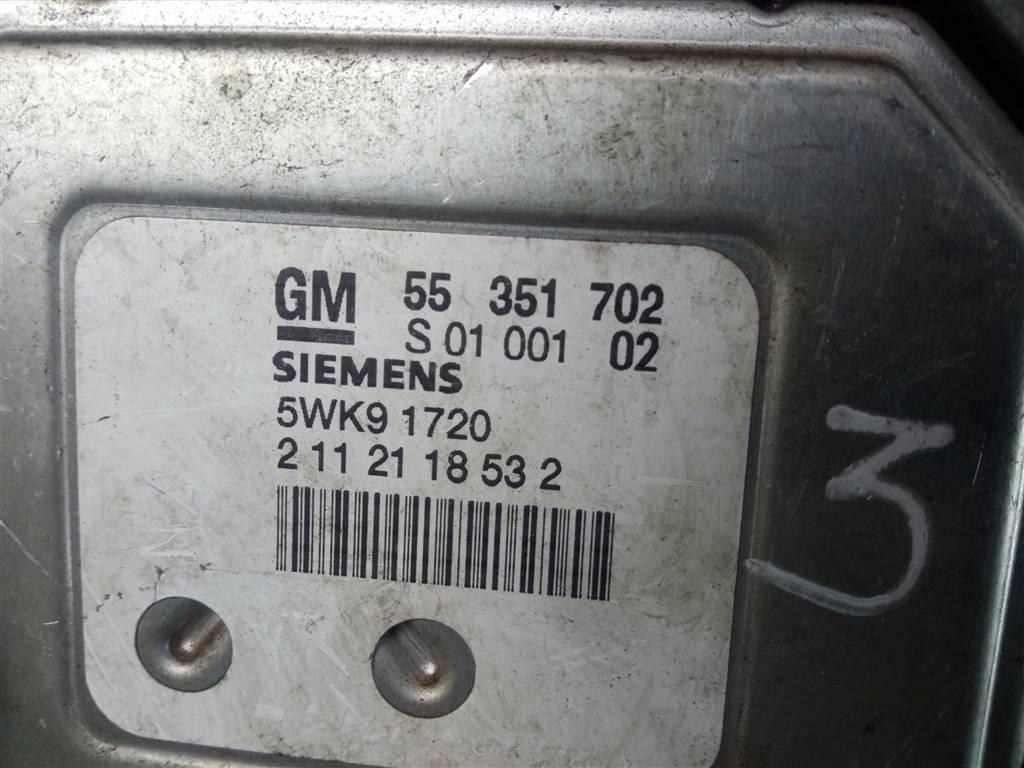 GM 55 351 702
S 01 001 02
SIEMENS
5WK9 1720
2 11 21 18 53 2
3